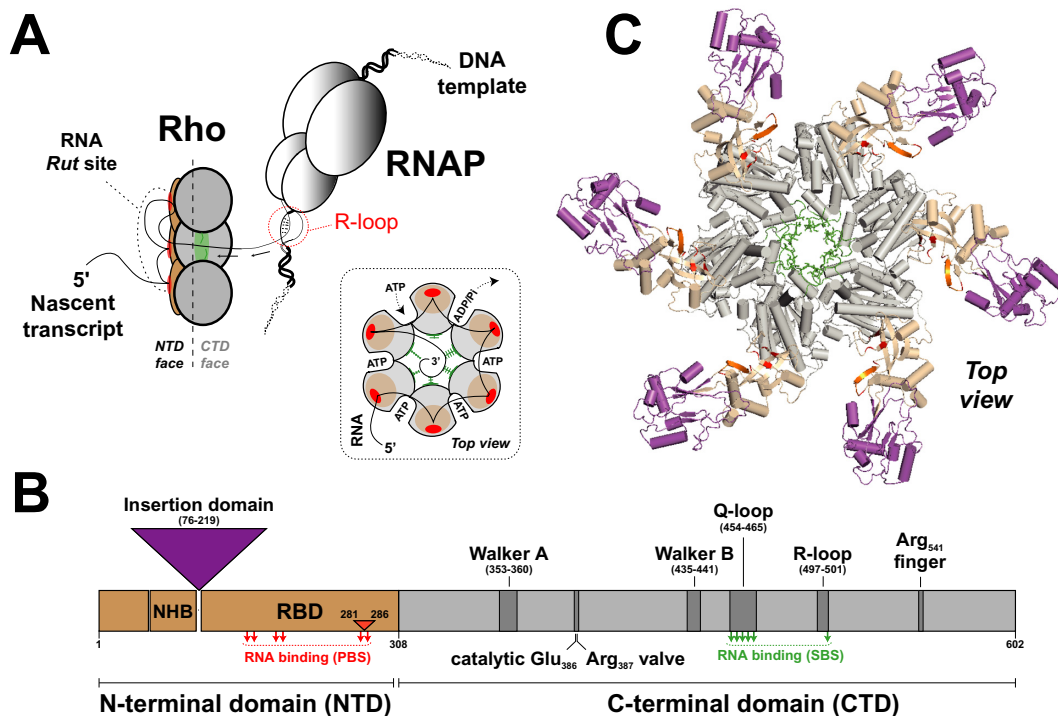 A
DNA
template
RNA
Rut site
Rho
RNAP
R-loop
5'
Nascent
transcript
NTD
face
CTD
face
ATP
ADP/Pi
ATP
3'
ATP
ATP
ATP
RNA
5'
Top view
C
Top
view
B
Insertion domain
(76-219)
Q-loop
(454-465)
Walker A
(353-360)
Walker B
(435-441)
R-loop
(497-501)
Arg541
finger
NHB
RBD
281
286
1
308
602
RNA binding (PBS)
catalytic Glu386
Arg387 valve
RNA binding (SBS)
N-terminal domain (NTD)
C-terminal domain (CTD)